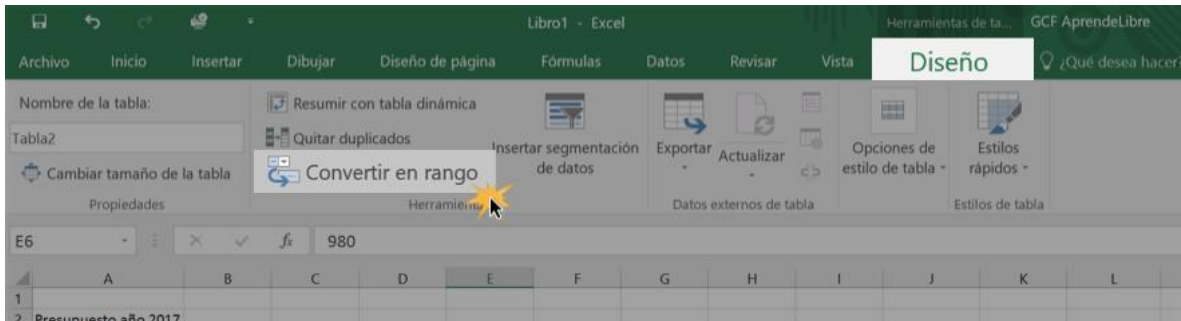 Libro1 - Excel
Herramientas de ta...
GCF AprendeLibre
Archivo Inicio Insertar Dibujar Diseño de página Fórmulas Datos Revisar Vista Diseño ¿Qué desea hacer
Nombre de la tabla:
Tabla2
Cambiar tamaño de la tabla
Propiedades
Resumir con tabla dinámica
Quitar duplicados
Convertir en rango
Insertar segmentación
de datos
Exportar
Actualizar
Datos externos de tabla
Opciones de
estilo de tabla
Estilos
rápidos
Estilos de tabla
E6 fx 980
A B C D E F G H I J K L
1
2 Presupuesto año 2017